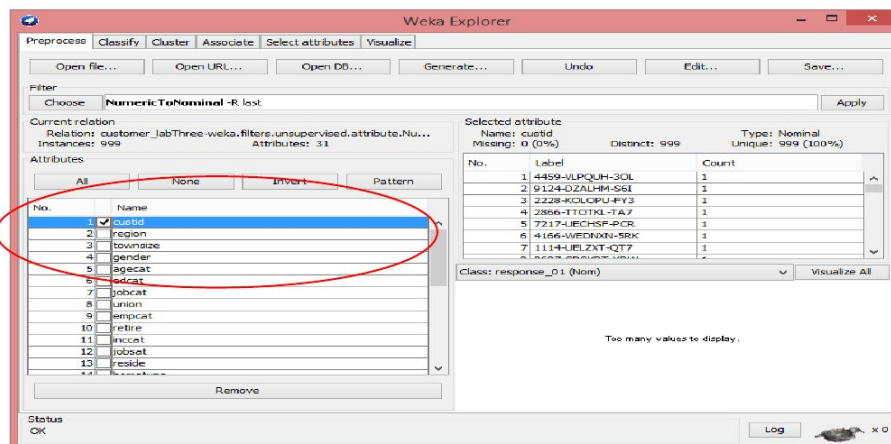 Weka Explorer
Preprocess Classify Cluster Associate Select attributes Visualize
Open file... Open URL... Open DB... Generate... Undo Edit... Save...
Filter
Choose NumericToNominal -R last Apply
Current relation
Relation: customer_labThree-weka.filters.unsupervised.attribute.Nu...
Instances: 999 Attributes: 31
Attributes
All None Invert Pattern
No. Name
1 custid
2 region
3 townsize
4 gender
5 agecat
6 edcat
7 jobcat
8 union
9 empcat
10 retire
11 inccat
12 jobsat
13 reside
Remove
Selected attribute
Name: custid Type: Nominal
Missing: 0 (0%) Distinct: 999 Unique: 999 (100%)
No. Label Count
1 4459-VLPQUH-3OL 1
2 9124-DZALHM-S6I 1
3 2228-KOLOPU-FY3 1
4 2866-TTOTKL-TA7 1
5 7217-UECHSF-PCR 1
6 4166-WEDNXN-5RK 1
7 1114-UELZXT-QT7 1
Class: response_01 (Nom) Visualize All
Too many values to display.
Status
OK
Log x 0